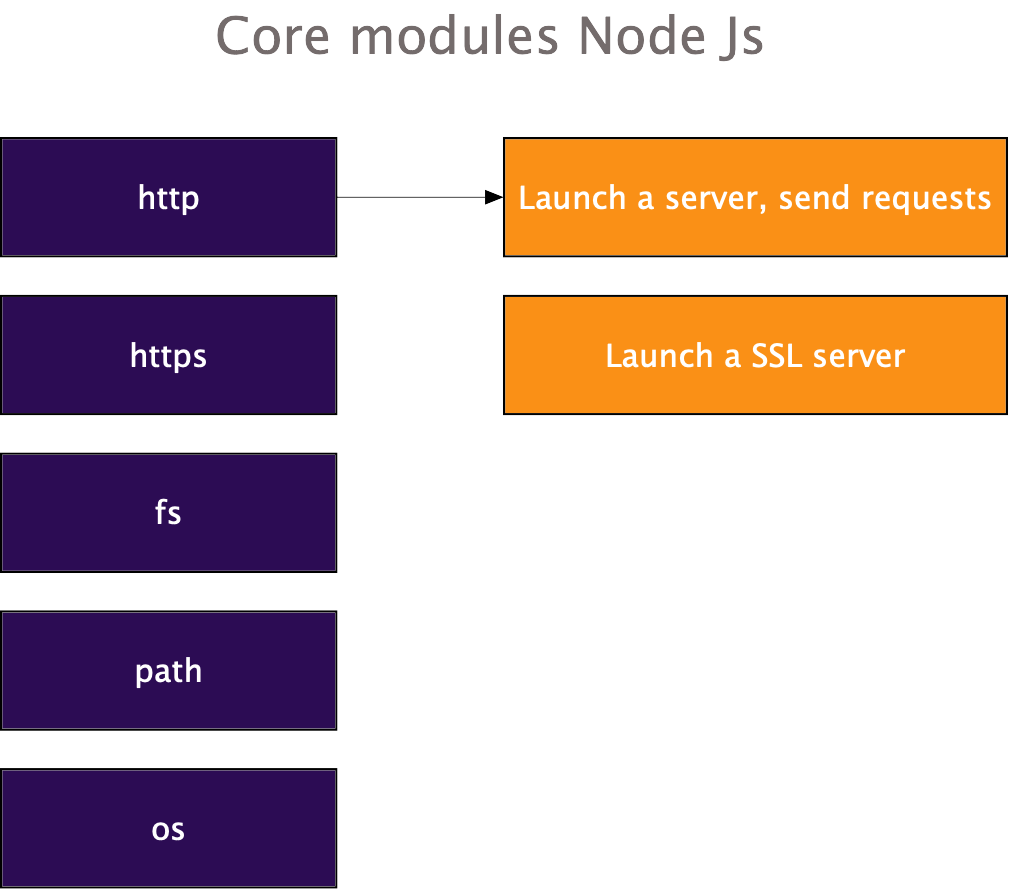 Core modules Node Js
http
Launch a server, send requests
https
Launch a SSL server
fs
path
os